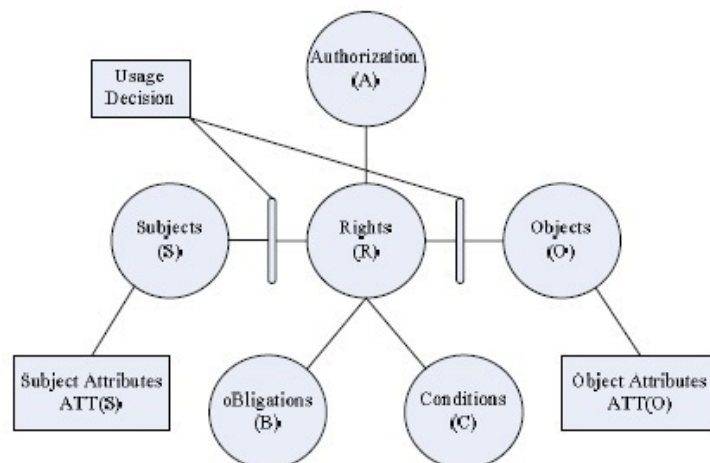 Authorization
(A)
Usage
Decision
Subjects
(S)
Rights
(R)
Objects
(O)
Subject Attributes
ATT(S)
oBligations
(B)
Conditions
(C)
Object Attributes
ATT(O)